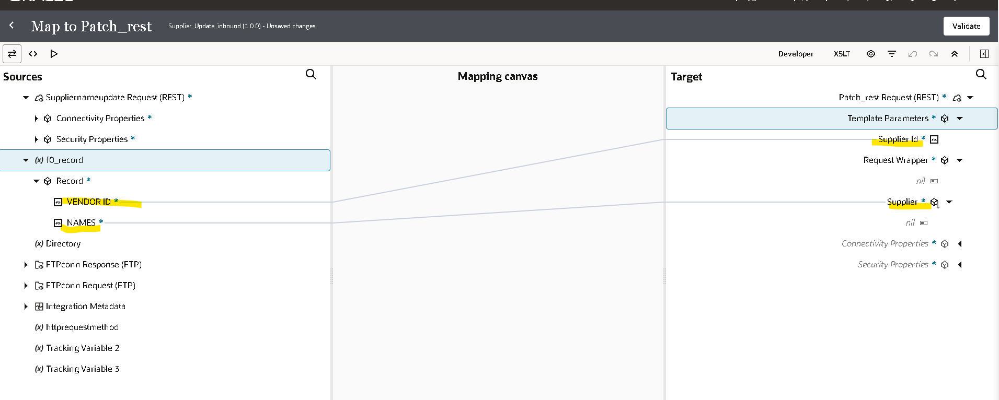 ORACLE
Map to Patch_rest
Supplier_Update_inbound (1.0.0) - Unsaved changes
Validate
Developer
XSLT
Sources
Mapping canvas
Target
Suppliernameupdate Request (REST) *
Patch_rest Request (REST) *
Connectivity Properties *
Template Parameters *
Security Properties *
Supplier Id *
f0_record
Request Wrapper *
Record *
nil
VENDOR ID *
Supplier *
NAMES *
nil
Directory
Connectivity Properties *
FTPconn Response (FTP)
Security Properties *
FTPconn Request (FTP)
Integration Metadata
httprequestmethod
Tracking Variable 2
Tracking Variable 3